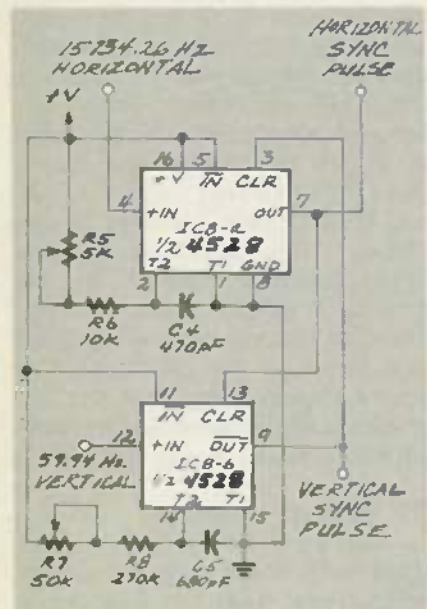 15734.26 HZ
HORIZONTAL
HORIZONTAL
SYNC
PULSE
+V
16 5 3
+V IN CLR
4 +IN OUT 7
IC8-a
1/2 4528
T2 T1 GND
2 1 8
R5
5K
R6
10K
C4
470pF
11 13
IN CLR
12 +IN OUT 9
IC8-b
1/2 4528
T2 T1
14 15
59.94 HZ
VERTICAL
R7
50K
R8
270K
C5
680pF
VERTICAL
SYNC
PULSE